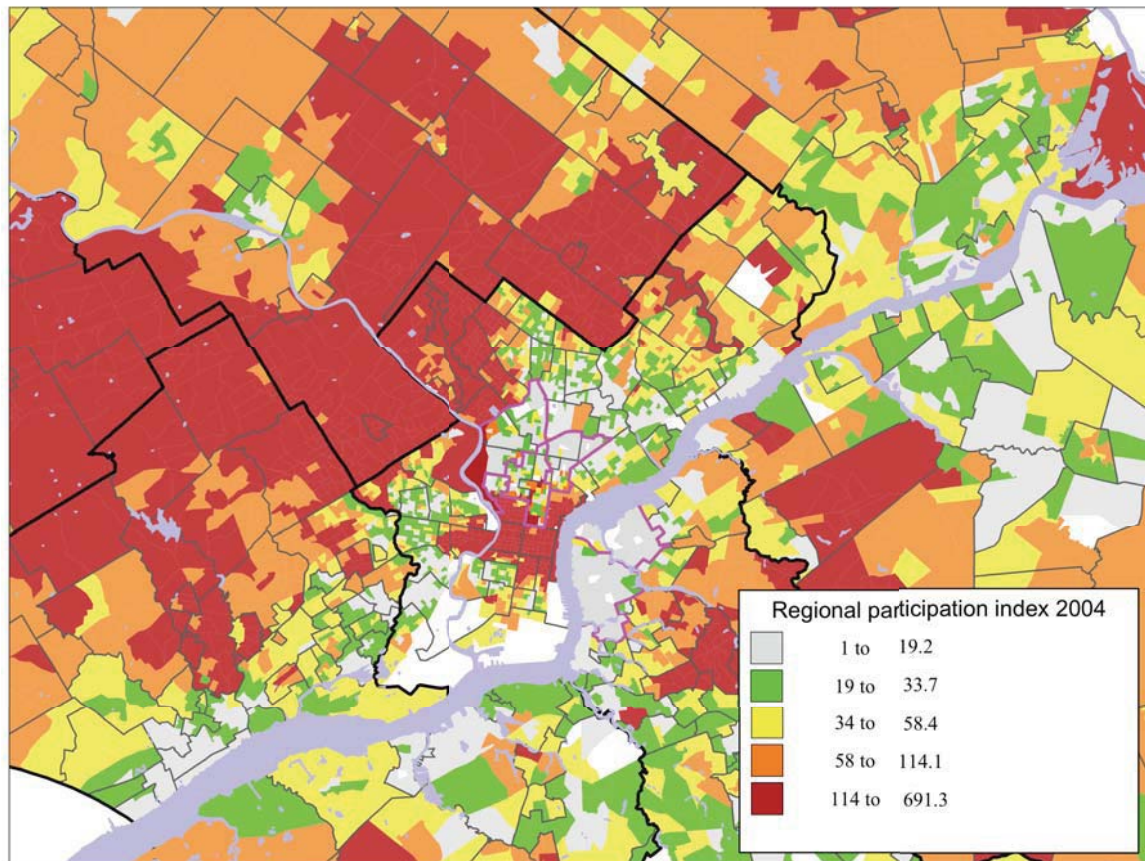 Regional participation index 2004
1 to 19.2
19 to 33.7
34 to 58.4
58 to 114.1
114 to 691.3